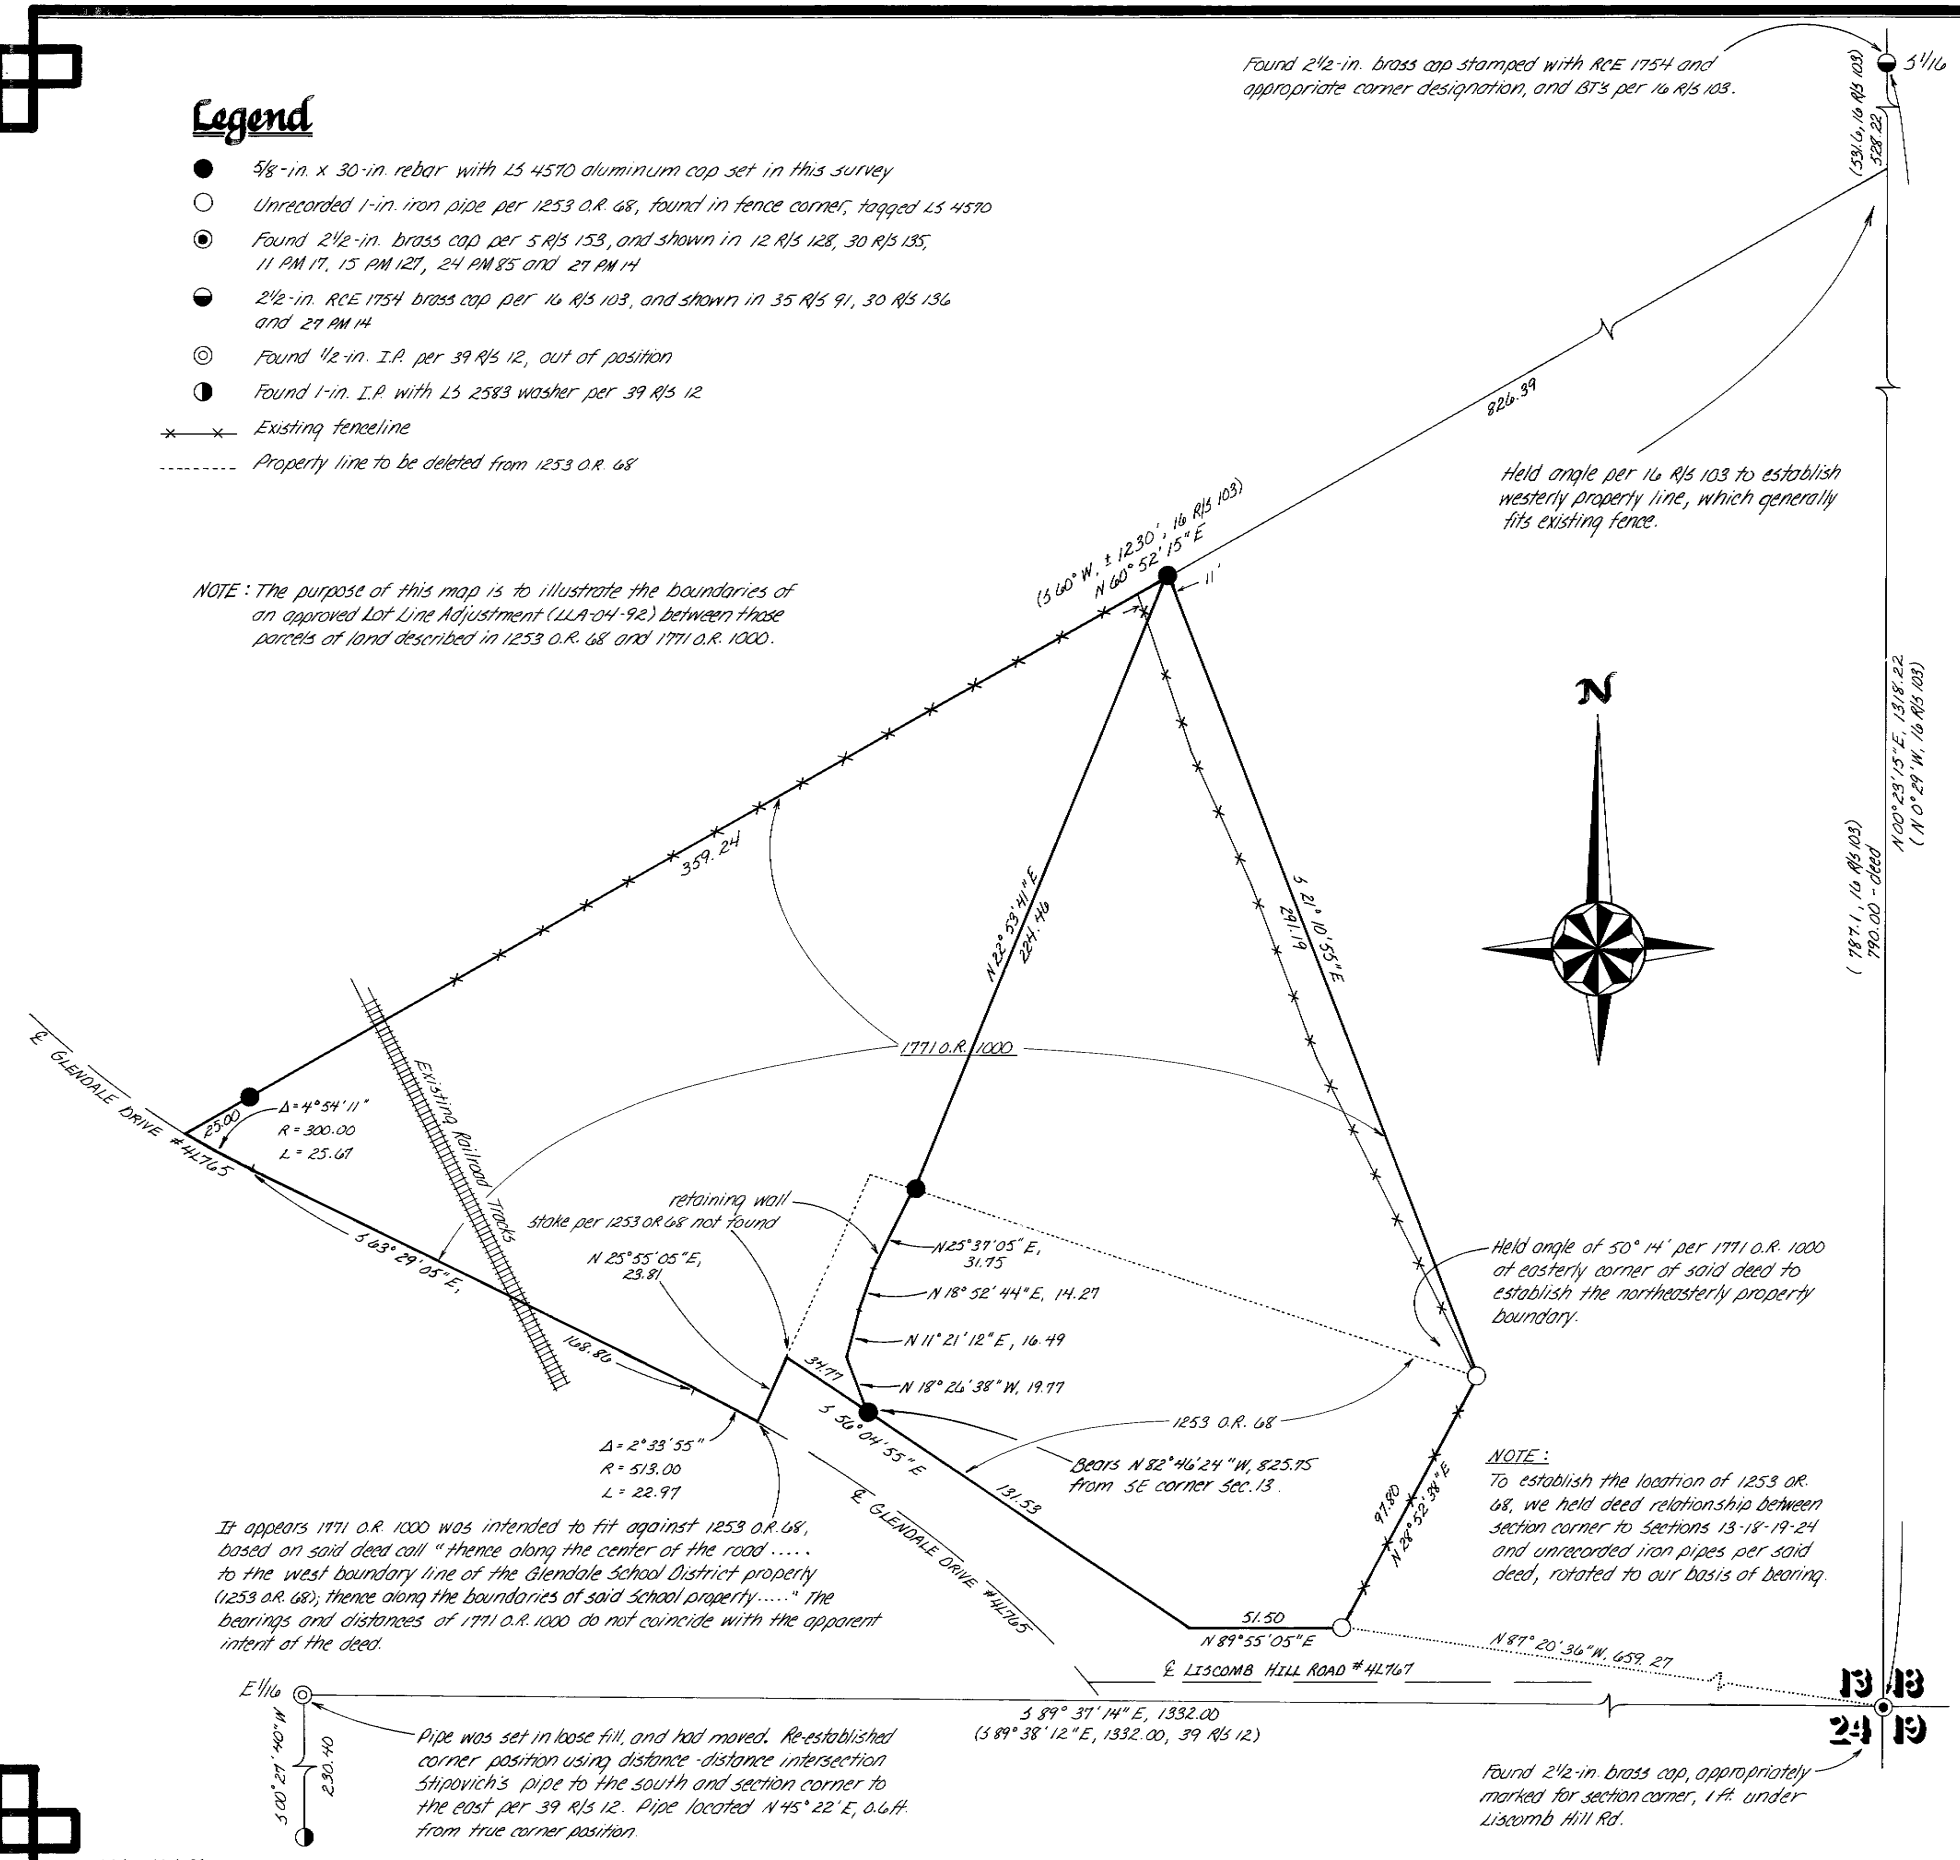 Found 2½-in. brass cap stamped with RCE 1754 and
appropriate corner designation, and BT's per 16 R/S 103.
S 1/16
(531.6, 16 R/S 103)
528.22
Legend
5/8-in. x 30-in. rebar with LS 4570 aluminum cap set in this survey
Unrecorded 1-in. iron pipe per 1253 O.R. 68, found in fence corner, tagged LS 4570
Found 2½-in. brass cap per 5 R/S 153, and shown in 12 R/S 128, 30 R/S 135,
11 PM 17, 15 PM 127, 24 PM 85 and 27 PM 14
2½-in. RCE 1754 brass cap per 16 R/S 103, and shown in 35 R/S 91, 30 R/S 136
and 27 PM 14
Found ½-in. I.P. per 39 R/S 12, out of position
Found 1-in. I.P. with LS 2583 washer per 39 R/S 12
Existing fenceline
Property line to be deleted from 1253 O.R. 68
826.39
Held angle per 16 R/S 103 to establish
westerly property line, which generally
fits existing fence.
(S 60° W, ± 1230', 16 R/S 103)
N 60° 52' 15" E
11'
NOTE: The purpose of this map is to illustrate the boundaries of
an approved Lot Line Adjustment (LLA-04-92) between those
parcels of land described in 1253 O.R. 68 and 1771 O.R. 1000.
N
N00°23'15"E, 1318.22
(N 0°29'W, 16 R/S 103)
(787.1, 16 R/S 103)
790.00 - deed
359.24
N 22° 53' 41" E
224.46
S 21° 10' 55" E
291.19
1771 O.R. 1000
℄ GLENDALE DRIVE #4L765
25.00
Δ = 4°54'11"
R = 300.00
L = 25.67
Existing Railroad Tracks
S 63° 29' 05" E,
168.86
retaining wall
stake per 1253 OR 68 not found
N 25°55'05"E,
23.81
N25°37'05"E,
31.75
N 18° 52' 44"E, 14.27
N 11° 21' 12"E, 16.49
N 18° 26' 38"W, 19.77
34.77
S 56° 04' 55" E
131.53
1253 O.R. 68
Held angle of 50° 14' per 1771 O.R. 1000
at easterly corner of said deed to
establish the northeasterly property
boundary.
Δ = 2°33'55"
R = 513.00
L = 22.97
Bears N 82° 46' 24"W, 825.75
from SE corner Sec. 13.
97.80
N 28° 52' 38" E
NOTE:
To establish the location of 1253 OR.
68, we held deed relationship between
section corner to Sections 13-18-19-24
and unrecorded iron pipes per said
deed, rotated to our basis of bearing.
It appears 1771 O.R. 1000 was intended to fit against 1253 O.R. 68,
based on said deed call "thence along the center of the road .....
to the west boundary line of the Glendale School District property
(1253 O.R. 68); thence along the boundaries of said School property....." The
bearings and distances of 1771 O.R. 1000 do not coincide with the apparent
intent of the deed.
℄ GLENDALE DRIVE #4L765
51.50
N 89°55'05"E
℄ LISCOMB HILL ROAD #4L767
N 87° 20' 36" W, 659.27
13 18
24 19
E 1/16
S 89° 37' 14" E, 1332.00
(S 89° 38' 12" E, 1332.00, 39 R/S 12)
S 00° 27' 40" W
230.40
Pipe was set in loose fill, and had moved. Re-established
corner position using distance-distance intersection
Stipovich's pipe to the south and section corner to
the east per 39 R/S 12. Pipe located N 45° 22' E, 0.6 ft.
from true corner position.
Found 2½-in. brass cap, appropriately
marked for section corner, 1 ft. under
Liscomb Hill Rd.